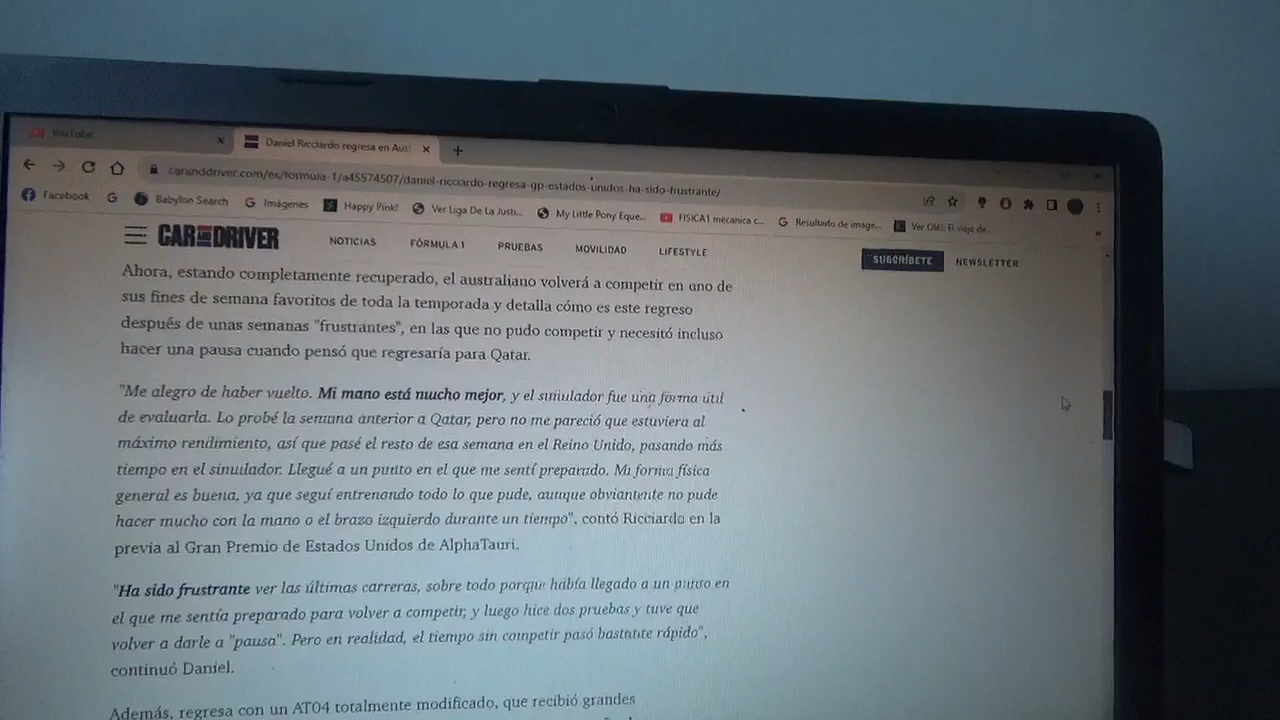 YouTube
Daniel Ricciardo regresa en Aus
caranddriver.com/es/formula-1/a45574507/daniel-ricciardo-regresa-gp-estados-unidos-ha-sido-frustrante/
Facebook Babylon Search Imágenes Happy Pink! Ver Liga De La Justi... My Little Pony Eque... FISICA1 mecanica c... Resultado de image... Ver Olé!: El viaje de...
CAR AND DRIVER NOTICIAS FÓRMULA 1 PRUEBAS MOVILIDAD LIFESTYLE SUSCRÍBETE NEWSLETTER
Ahora, estando completamente recuperado, el australiano volverá a competir en uno de
sus fines de semana favoritos de toda la temporada y detalla cómo es este regreso
después de unas semanas "frustrantes", en las que no pudo competir y necesitó incluso
hacer una pausa cuando pensó que regresaría para Qatar.
"Me alegro de haber vuelto. Mi mano está mucho mejor, y el simulador fue una forma útil
de evaluarla. Lo probé la semana anterior a Qatar, pero no me pareció que estuviera al
máximo rendimiento, así que pasé el resto de esa semana en el Reino Unido, pasando más
tiempo en el simulador. Llegué a un punto en el que me sentí preparado. Mi forma física
general es buena, ya que seguí entrenando todo lo que pude, aunque obviamente no pude
hacer mucho con la mano o el brazo izquierdo durante un tiempo", contó Ricciardo en la
previa al Gran Premio de Estados Unidos de AlphaTauri.
"Ha sido frustrante ver las últimas carreras, sobre todo porque había llegado a un punto en
el que me sentía preparado para volver a competir, y luego hice dos pruebas y tuve que
volver a darle a "pausa". Pero en realidad, el tiempo sin competir pasó bastante rápido",
continuó Daniel.
Además, regresa con un AT04 totalmente modificado, que recibió grandes